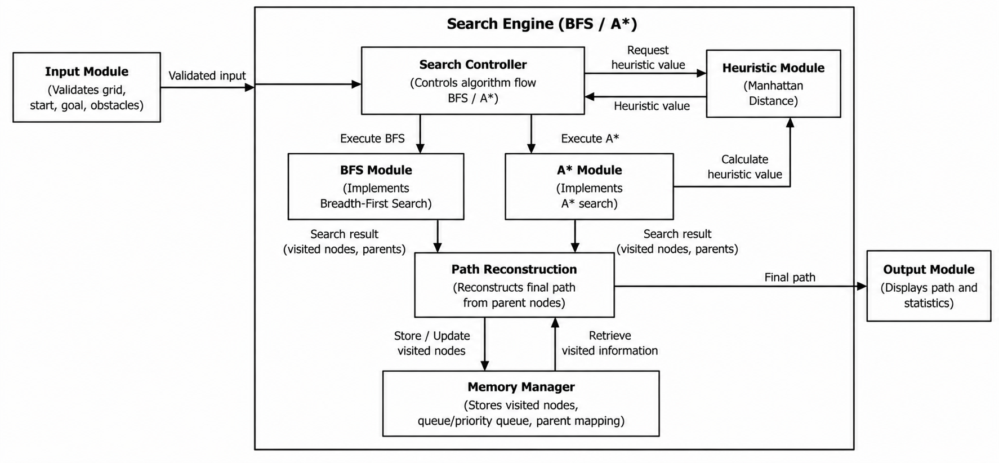 Search Engine (BFS / A*)
Input Module
(Validates grid,
start, goal, obstacles)
Validated input
Search Controller
(Controls algorithm flow
BFS / A*)
Request
heuristic value
Heuristic value
Heuristic Module
(Manhattan
Distance)
Execute BFS
Execute A*
Calculate
heuristic value
BFS Module
(Implements
Breadth-First Search)
A* Module
(Implements
A* search)
Search result
(visited nodes, parents)
Search result
(visited nodes, parents)
Path Reconstruction
(Reconstructs final path
from parent nodes)
Final path
Output Module
(Displays path and
statistics)
Store / Update
visited nodes
Retrieve
visited information
Memory Manager
(Stores visited nodes,
queue/priority queue, parent mapping)